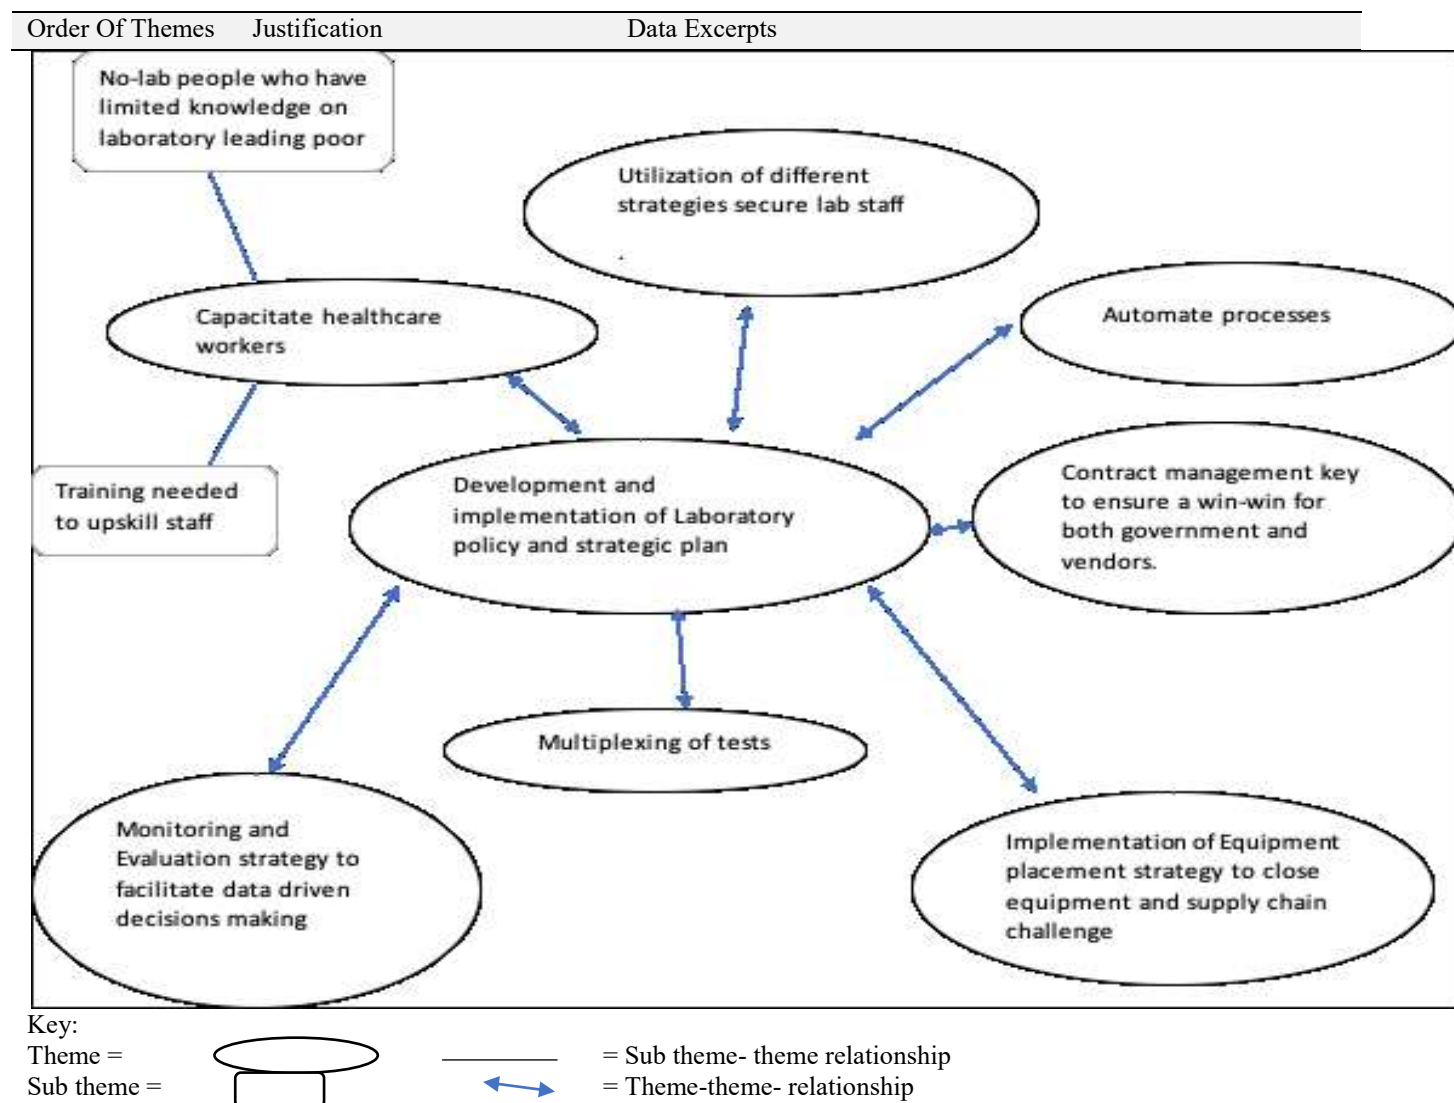 Order Of Themes Justification Data Excerpts
No-lab people who have
limited knowledge on
laboratory leading poor
Utilization of different
strategies secure lab staff
.
Capacitate healthcare
workers
Automate processes
Training needed
to upskill staff
Development and
implementation of Laboratory
policy and strategic plan
Contract management key
to ensure a win-win for
both government and
vendors.
Multiplexing of tests
Monitoring and
Evaluation strategy to
facilitate data driven
decisions making
Implementation of Equipment
placement strategy to close
equipment and supply chain
challenge
Key:
Theme = = Sub theme- theme relationship
Sub theme = = Theme-theme- relationship